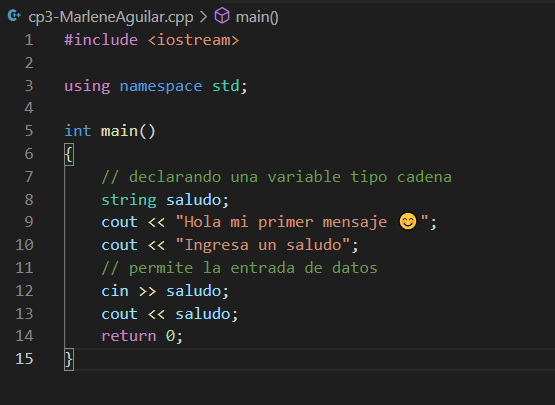 cp3-MarleneAguilar.cpp > main()
1 #include <iostream>
2
3 using namespace std;
4
5 int main()
6 {
7 // declarando una variable tipo cadena
8 string saludo;
9 cout << "Hola mi primer mensaje 😊";
10 cout << "Ingresa un saludo";
11 // permite la entrada de datos
12 cin >> saludo;
13 cout << saludo;
14 return 0;
15 }